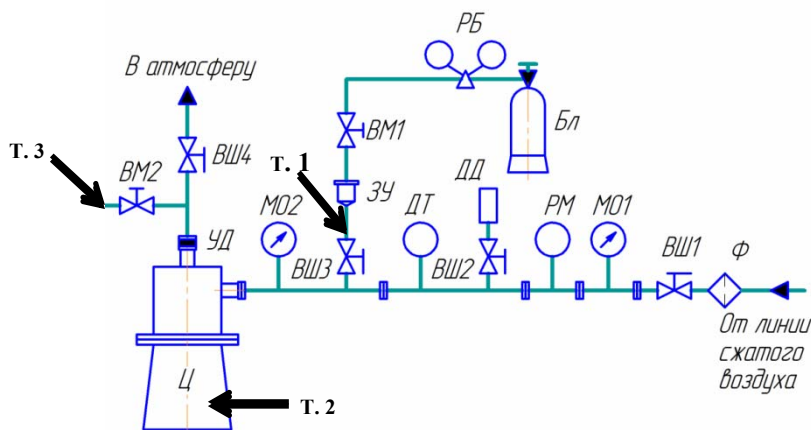 РБ
В атмосферу
Бл
ВМ1
Т. 1
Т. 3
ВШ4
ВМ2
ЗУ
ДД
МО2
ДТ
РМ
МО1
УД
ВШ3
ВШ2
ВШ1
Ф
От линии
сжатого
воздуха
Ц
Т. 2